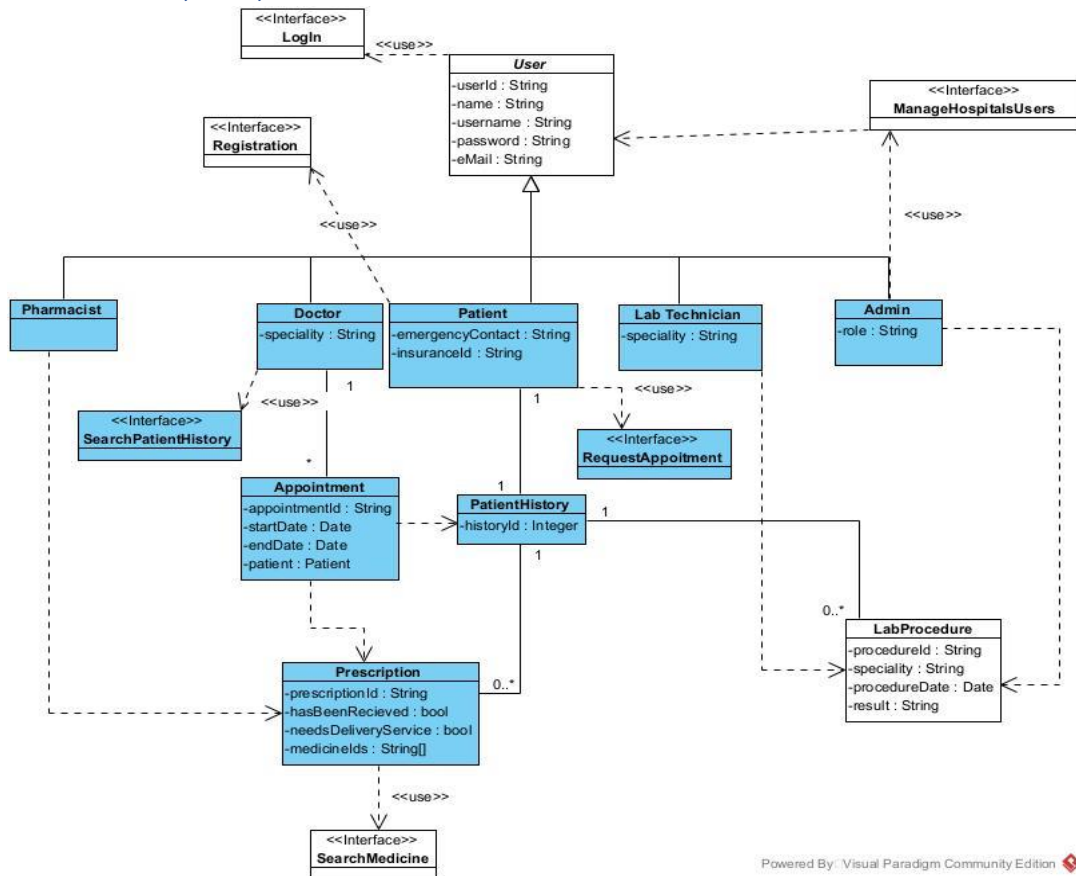 <<Interface>>
LogIn
<<use>>
User
-userId : String
-name : String
-username : String
-password : String
-eMail : String
<<Interface>>
ManageHospitalsUsers
<<Interface>>
Registration
<<use>>
<<use>>
Pharmacist
Doctor
-speciality : String
Patient
-emergencyContact : String
-insuranceId : String
Lab Technician
-speciality : String
Admin
-role : String
1
<<use>>
1
<<use>>
<<Interface>>
SearchPatientHistory
<<Interface>>
RequestAppoitment
*
1
Appointment
-appointmentId : String
-startDate : Date
-endDate : Date
-patient : Patient
PatientHistory
-historyId : Integer
1
1
0..*
LabProcedure
-procedureId : String
-speciality : String
-procedureDate : Date
-result : String
Prescription
-prescriptionId : String
-hasBeenRecieved : bool
-needsDeliveryService : bool
-medicineIds : String[]
0..*
<<use>>
<<Interface>>
SearchMedicine
Powered By: Visual Paradigm Community Edition